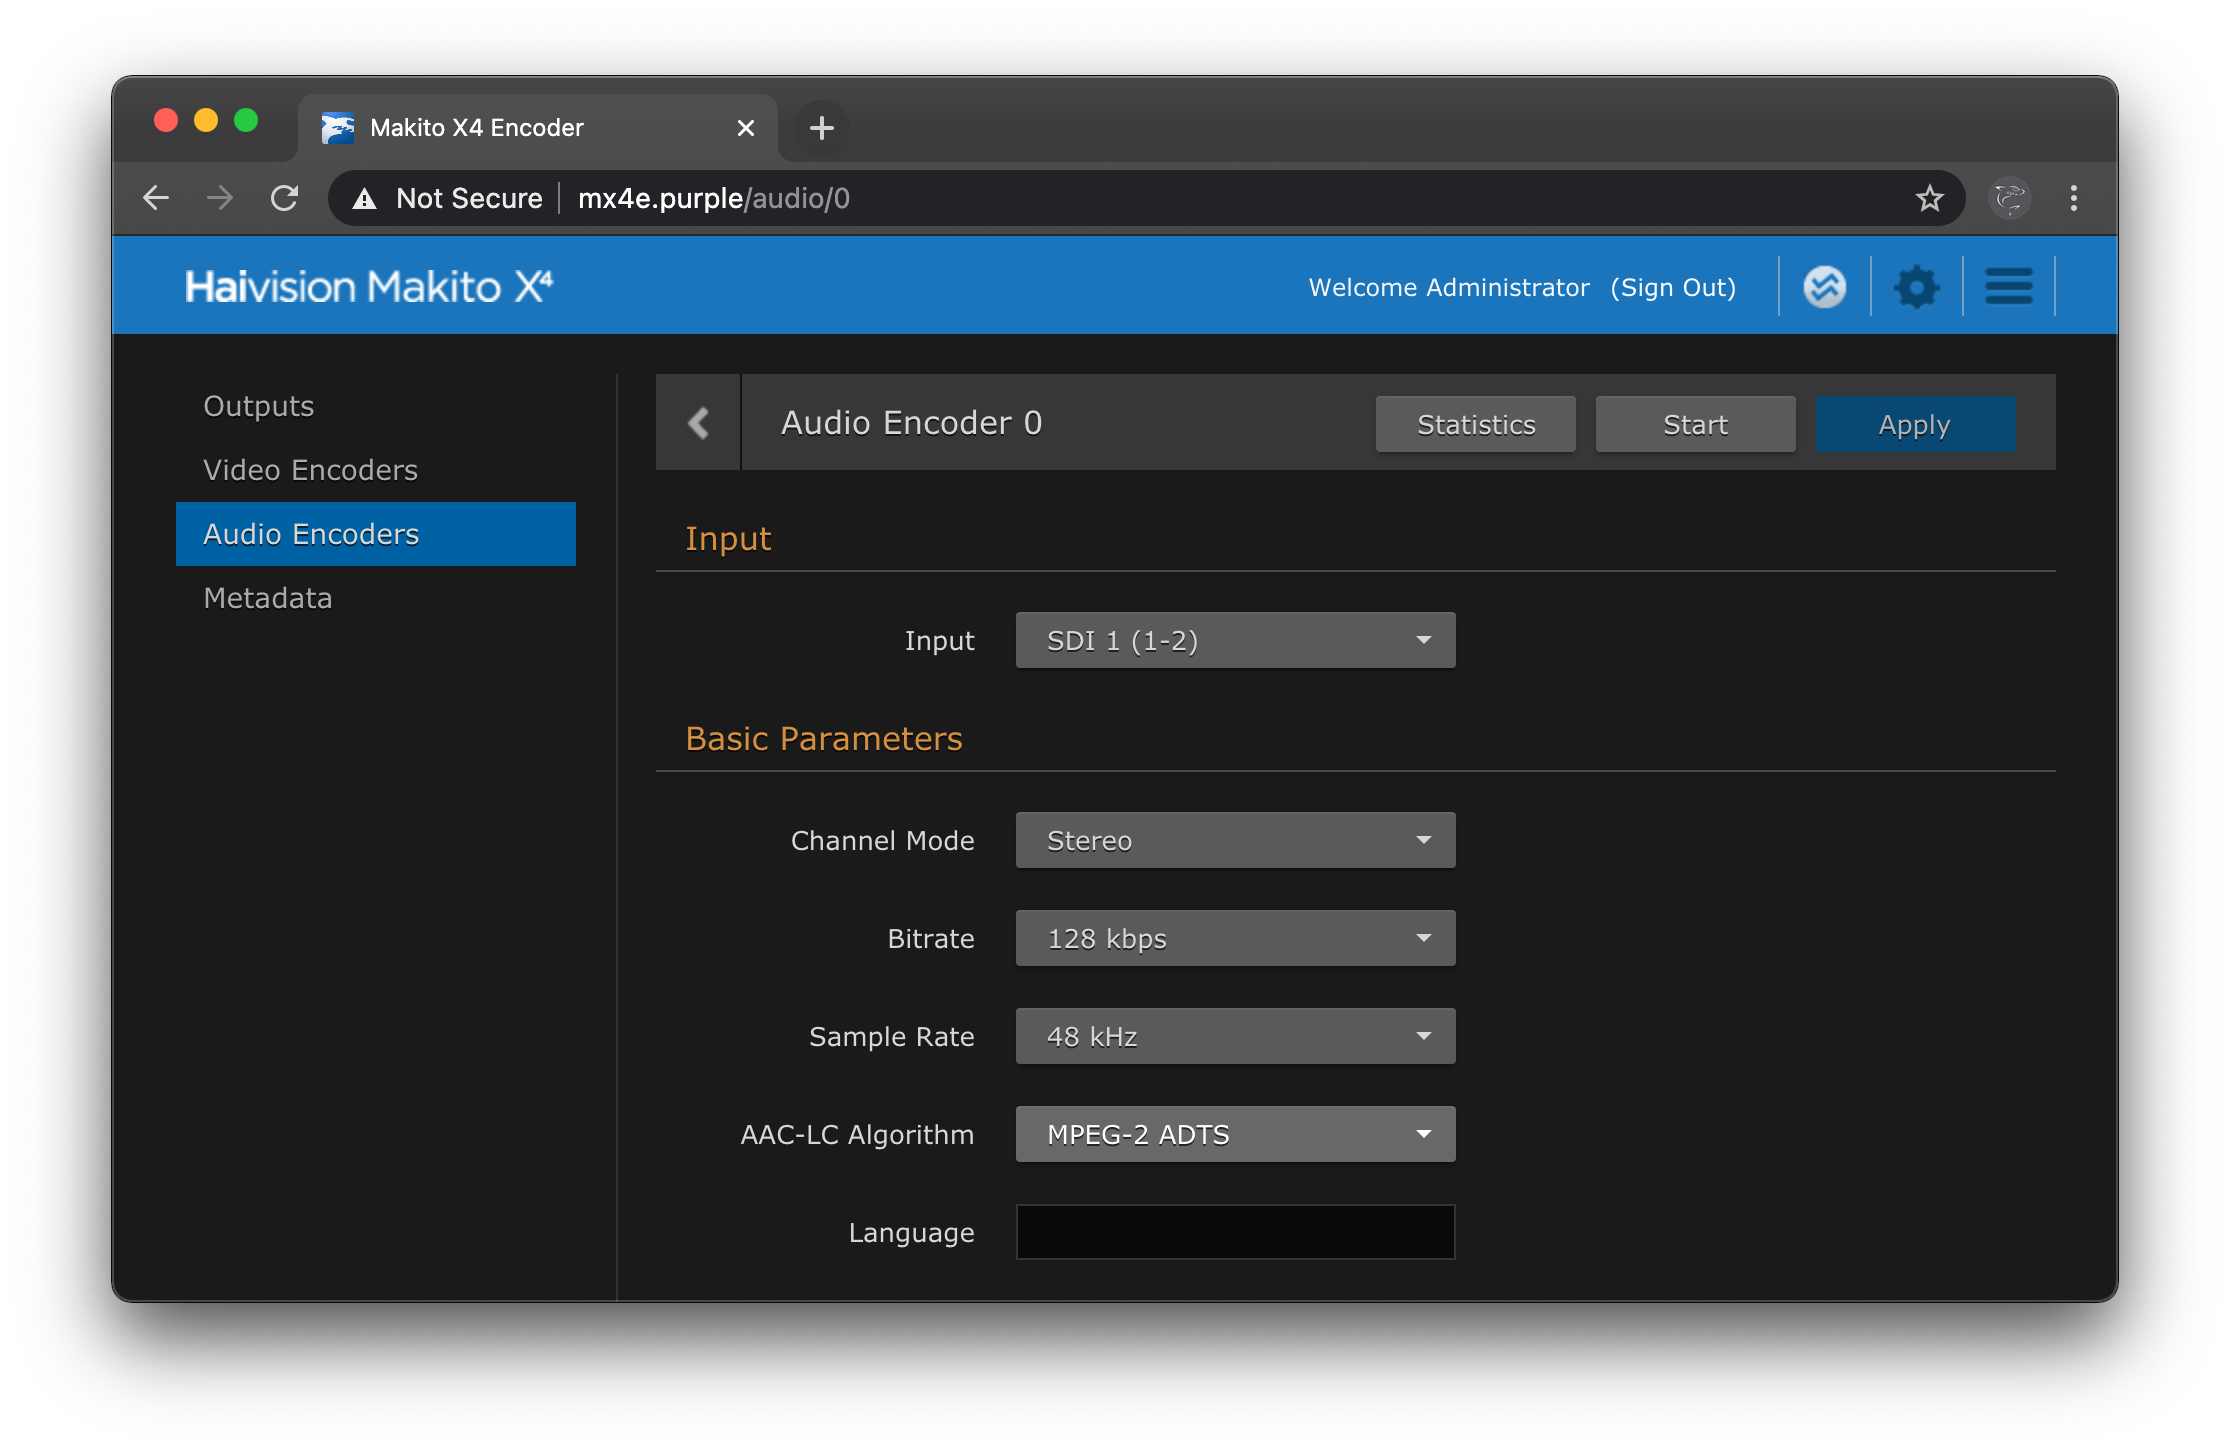 Makito X4 Encoder
Not Secure mx4e.purple/audio/0
Haivision Makito X4
Welcome Administrator (Sign Out)
Outputs
Video Encoders
Audio Encoders
Metadata
Audio Encoder 0
Statistics
Start
Apply
Input
Input SDI 1 (1-2)
Basic Parameters
Channel Mode Stereo
Bitrate 128 kbps
Sample Rate 48 kHz
AAC-LC Algorithm MPEG-2 ADTS
Language